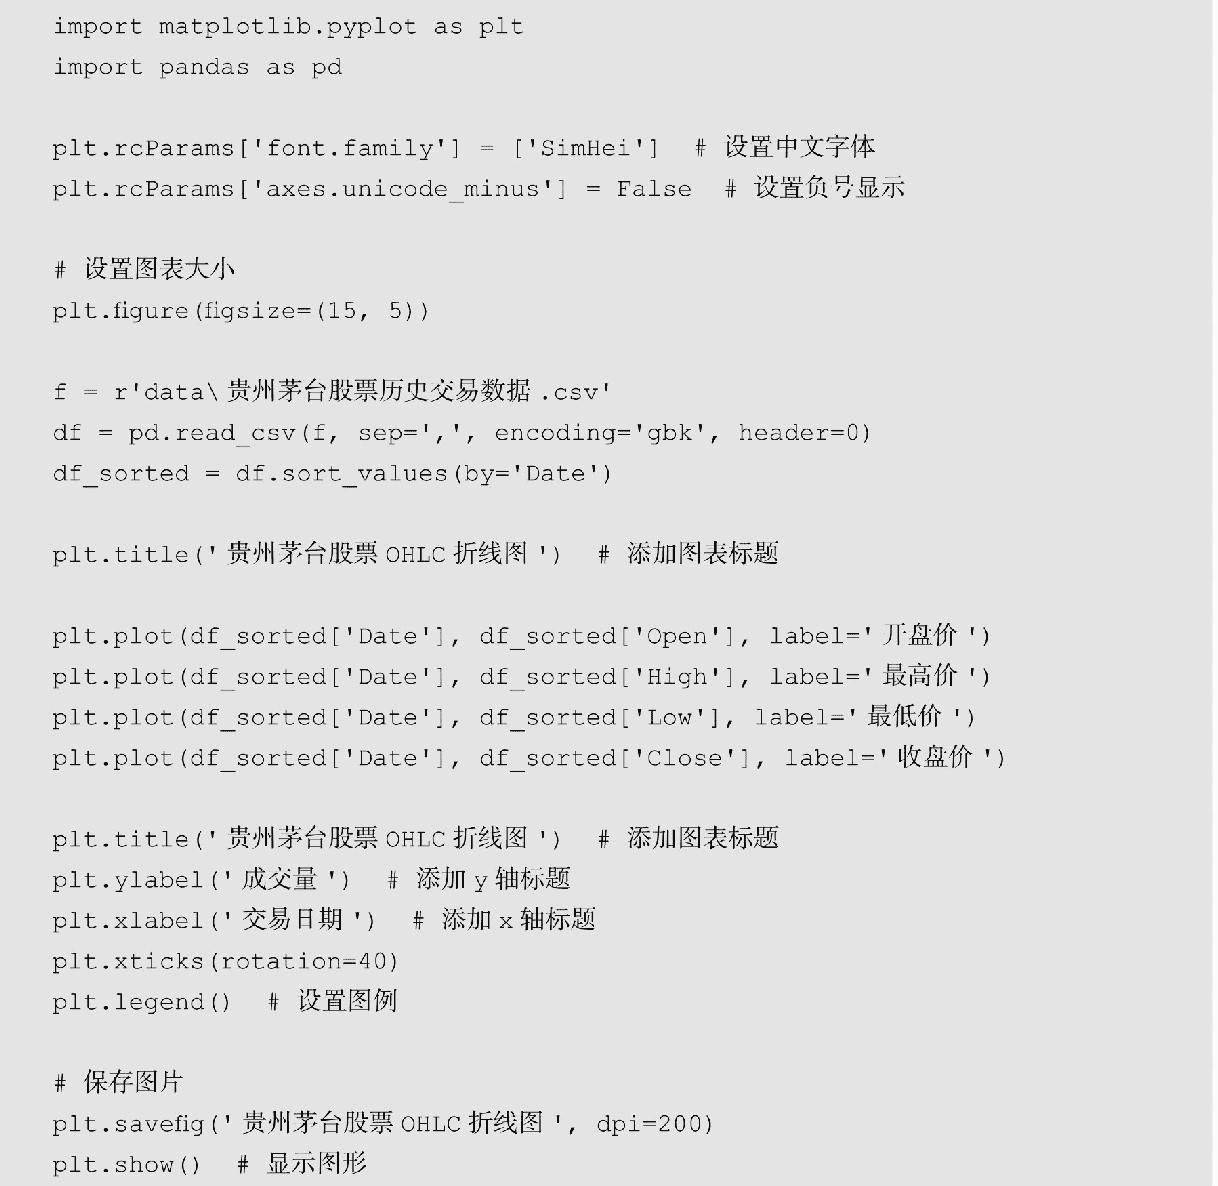 import matplotlib.pyplot as plt
import pandas as pd
plt.rcParams['font.family'] = ['SimHei']  # 设置中文字体
plt.rcParams['axes.unicode_minus'] = False  # 设置负号显示
# 设置图表大小
plt.figure(figsize=(15, 5))
f = r'data\贵州茅台股票历史交易数据.csv'
df = pd.read_csv(f, sep=',', encoding='gbk', header=0)
df_sorted = df.sort_values(by='Date')
plt.title('贵州茅台股票OHLC折线图')  # 添加图表标题
plt.plot(df_sorted['Date'], df_sorted['Open'], label='开盘价')
plt.plot(df_sorted['Date'], df_sorted['High'], label='最高价')
plt.plot(df_sorted['Date'], df_sorted['Low'], label='最低价')
plt.plot(df_sorted['Date'], df_sorted['Close'], label='收盘价')
plt.title('贵州茅台股票OHLC折线图')  # 添加图表标题
plt.ylabel('成交量')  # 添加y轴标题
plt.xlabel('交易日期')  # 添加x轴标题
plt.xticks(rotation=40)
plt.legend()  # 设置图例
# 保存图片
plt.savefig('贵州茅台股票OHLC折线图', dpi=200)
plt.show()  # 显示图形